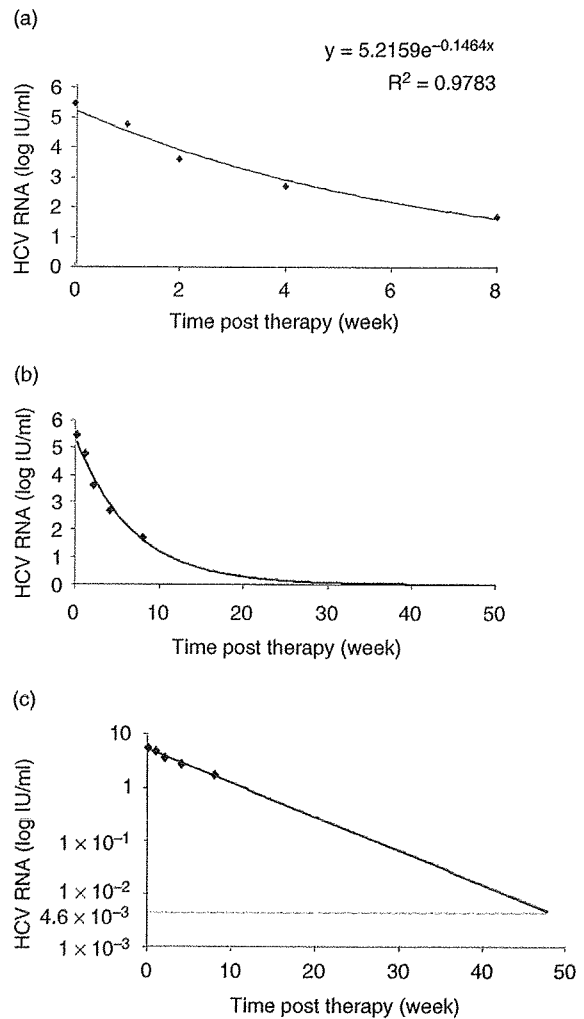 (a)
y = 5.2159e⁻⁰·¹⁴⁶⁴ˣ
R² = 0.9783
HCV RNA (log IU/ml)
6
5
4
3
2
1
0
0 2 4 6 8
Time post therapy (week)
(b)
HCV RNA (log IU/ml)
6
5
4
3
2
1
0
0 10 20 30 40 50
Time post therapy (week)
(c)
HCV RNA (log IU/ml)
10
1
1 × 10⁻¹
1 × 10⁻²
4.6 × 10⁻³
1 × 10⁻³
0 10 20 30 40 50
Time post therapy (week)